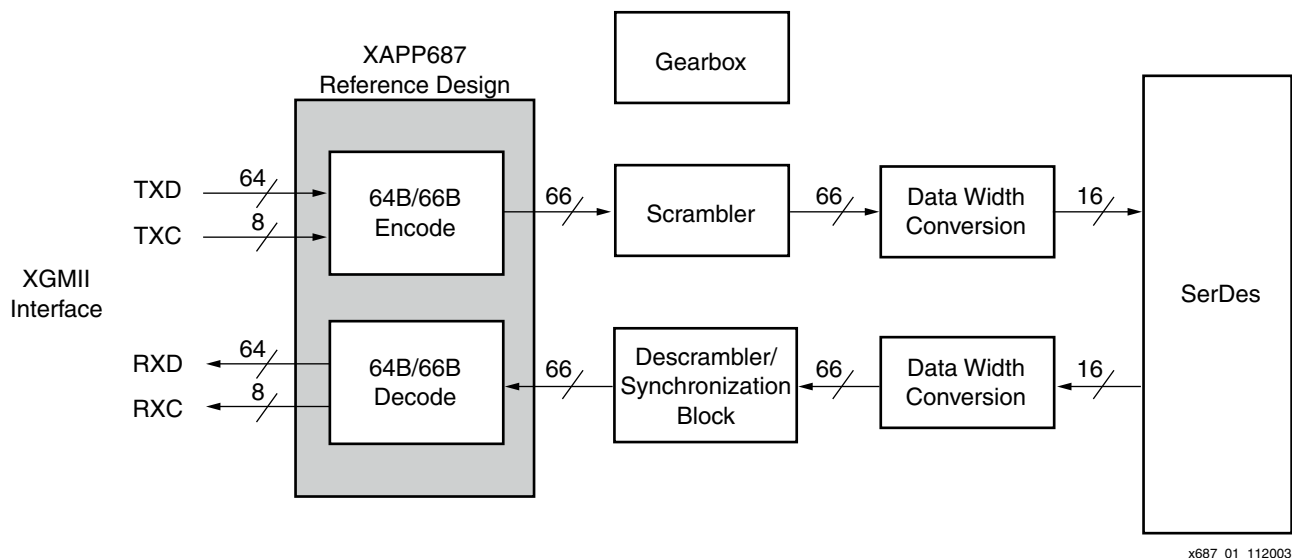 XAPP687
Reference Design
Gearbox
TXD
64
TXC
8
64B/66B
Encode
66
Scrambler
66
Data Width
Conversion
16
XGMII
Interface
SerDes
RXD
64
RXC
8
64B/66B
Decode
66
Descrambler/
Synchronization
Block
66
Data Width
Conversion
16
x687_01_112003